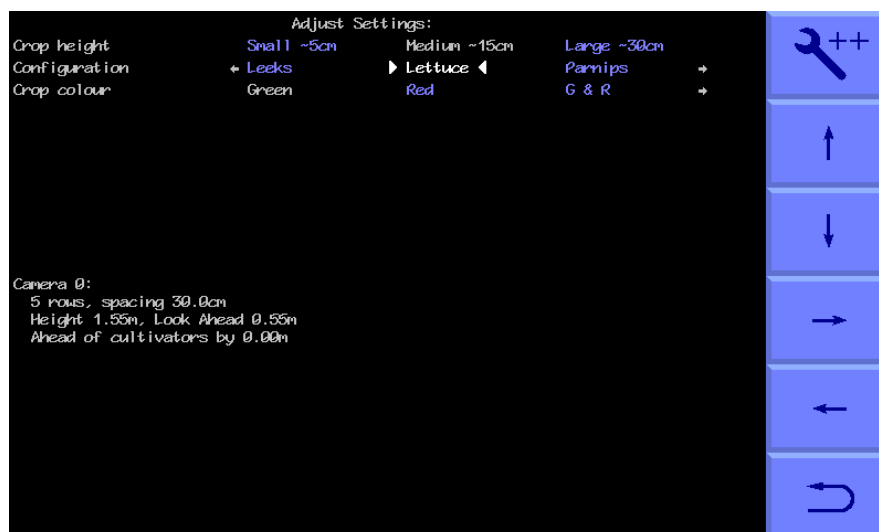 Adjust Settings:
Crop height Small ~5cm Medium ~15cm Large ~30cm
Configuration ← Leeks ▶ Lettuce ◀ Parnips →
Crop colour Green Red G & R →
Camera 0:
5 rows, spacing 30.0cm
Height 1.55m, Look Ahead 0.55m
Ahead of cultivators by 0.00m
++